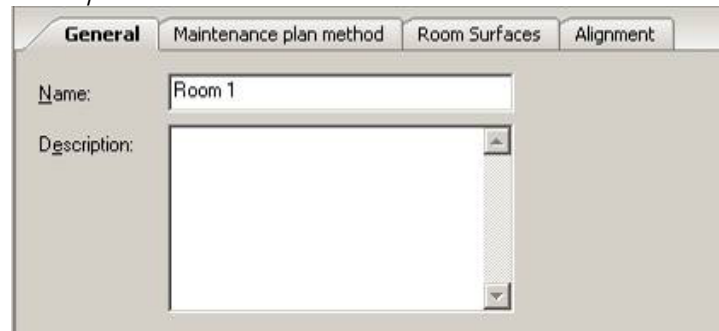 General Maintenance plan method Room Surfaces Alignment
Name: Room 1
Description: